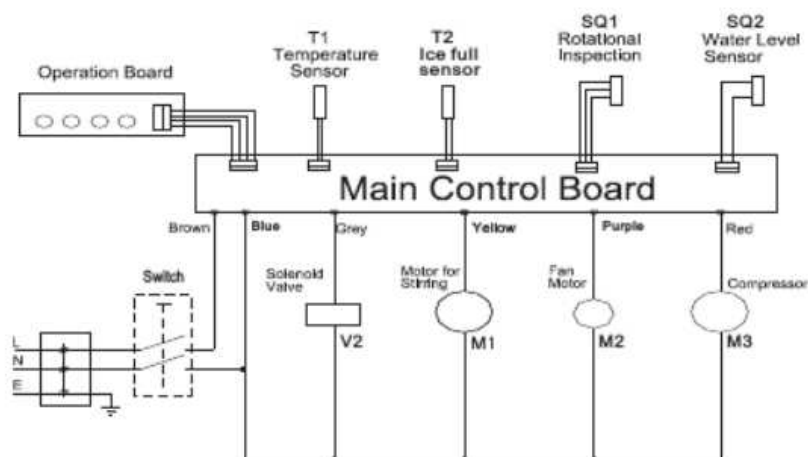 SQ1
Rotational
Inspection
SQ2
Water Level
Sensor
T1
Temperature
Sensor
T2
Ice full
sensor
Operation Board
Main Control Board
Brown
Blue
Grey
Yellow
Purple
Red
Switch
Solenoid
Valve
Motor for
Stirring
Fan
Motor
Compressor
V2
M1
M2
M3
L
N
E